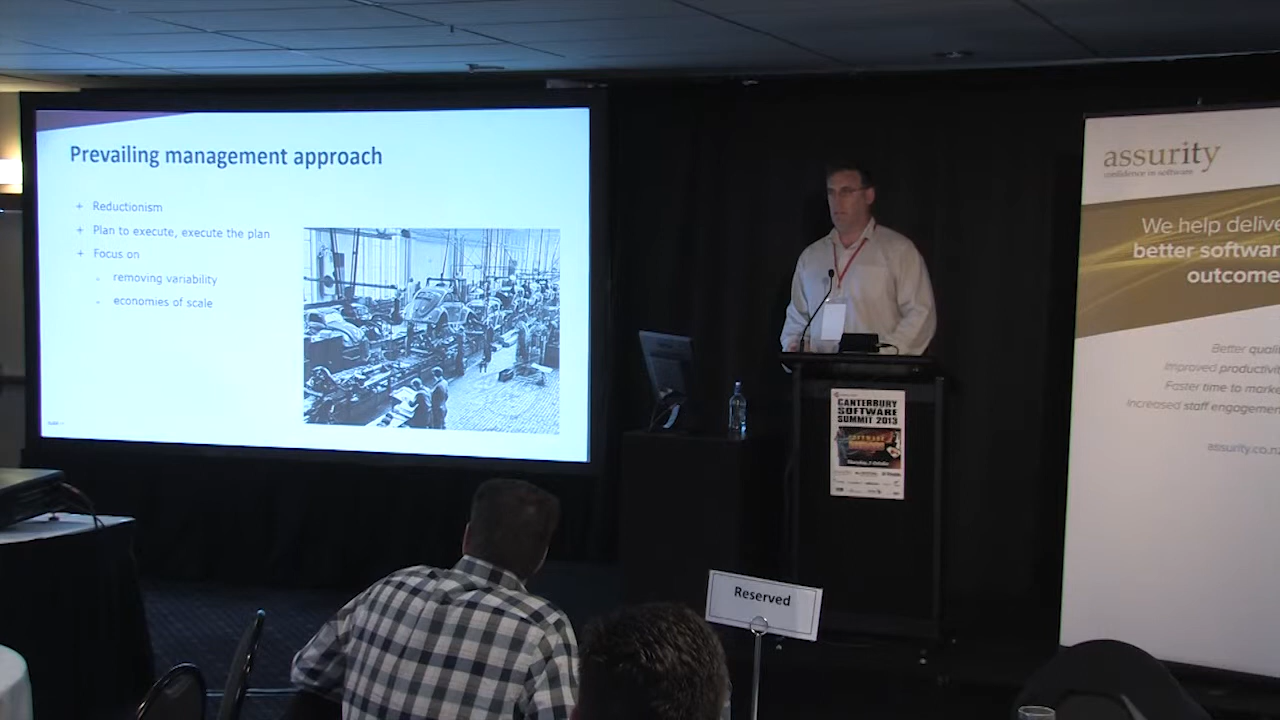 Prevailing management approach
+ Reductionism
+ Plan to execute, execute the plan
+ Focus on
- removing variability
- economies of scale
assurity
confidence in software
We help delive
better softwar
outcome
Better quali
Improved productivit
Faster time to marke
Increased staff engagemen
assurity.co.nz
CANTERBURY
SOFTWARE
SUMMIT 2013
Reserved